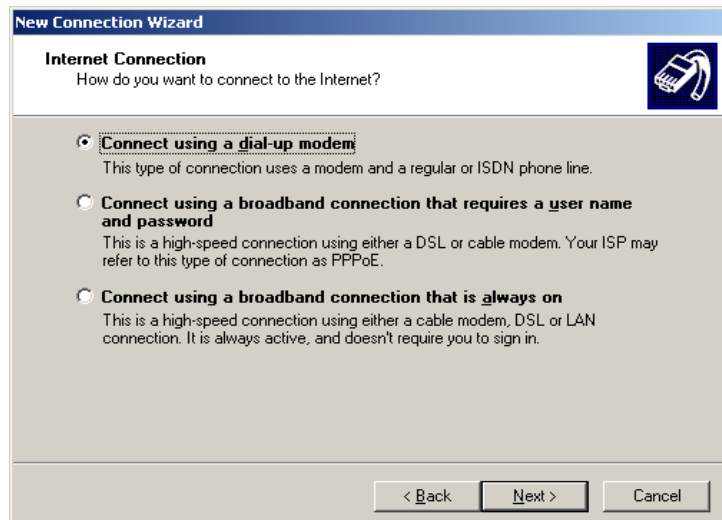 New Connection Wizard
Internet Connection
How do you want to connect to the Internet?
Connect using a dial-up modem
This type of connection uses a modem and a regular or ISDN phone line.
Connect using a broadband connection that requires a user name
and password
This is a high-speed connection using either a DSL or cable modem. Your ISP may
refer to this type of connection as PPPoE.
Connect using a broadband connection that is always on
This is a high-speed connection using either a cable modem, DSL or LAN
connection. It is always active, and doesn't require you to sign in.
< Back Next > Cancel